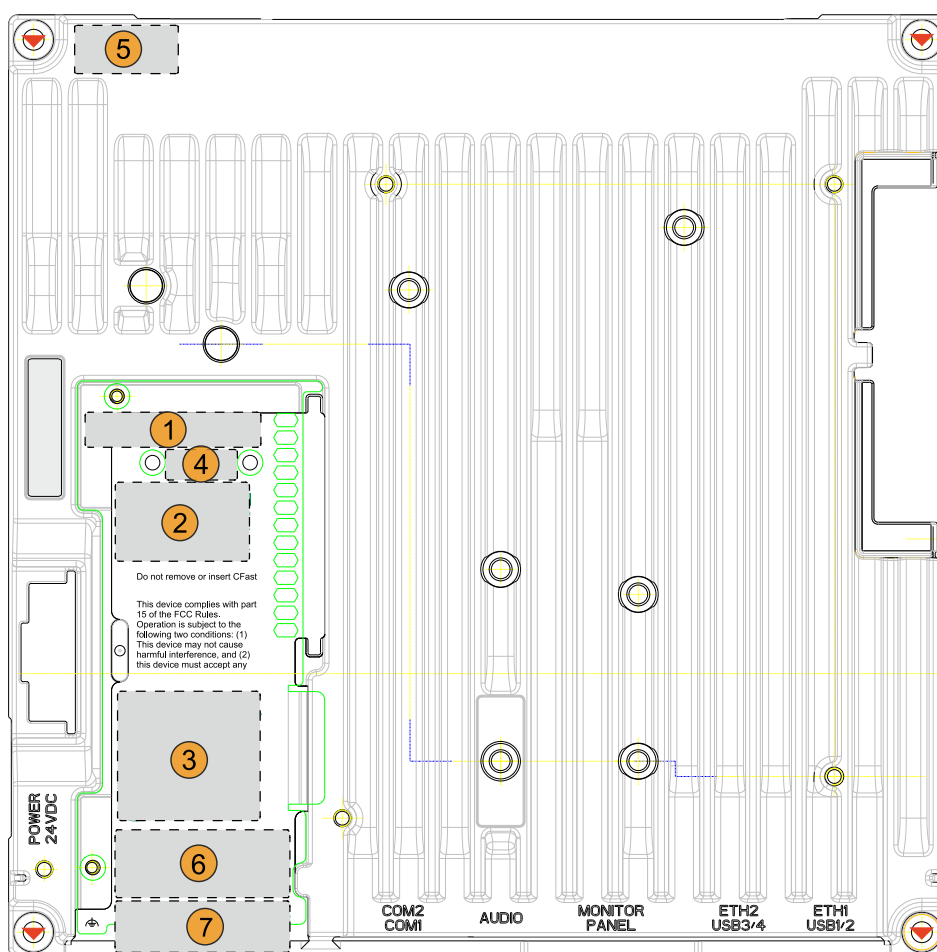 5
1
4
2
Do not remove or insert CFast
This device complies with part
15 of the FCC Rules.
Operation is subject to the
following two conditions: (1)
This device may not cause
harmful interference, and (2)
this device must accept any
3
POWER
24VDC
6
7
COM2
COM1
AUDIO
MONITOR
PANEL
ETH2
USB3/4
ETH1
USB1/2